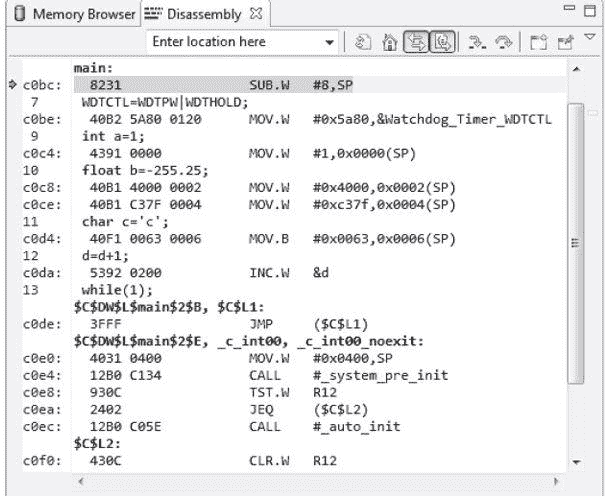 Memory Browser Disassembly
Enter location here
main:
c0bc: 8231 SUB.W #8,SP
7 WDTCTL=WDTPW|WDTHOLD;
c0be: 40B2 5A80 0120 MOV.W #0x5a80,&Watchdog_Timer_WDTCTL
9 int a=1;
c0c4: 4391 0000 MOV.W #1,0x0000(SP)
10 float b=-255.25;
c0c8: 40B1 4000 0002 MOV.W #0x4000,0x0002(SP)
c0ce: 40B1 C37F 0004 MOV.W #0xc37f,0x0004(SP)
11 char c='c';
c0d4: 40F1 0063 0006 MOV.B #0x0063,0x0006(SP)
12 d=d+1;
c0da: 5392 0200 INC.W &d
13 while(1);
$C$DW$L$main$2$B, $C$L1:
c0de: 3FFF JMP ($C$L1)
$C$DW$L$main$2$E, _c_int00, _c_int00_noexit:
c0e0: 4031 0400 MOV.W #0x0400,SP
c0e4: 12B0 C134 CALL #_system_pre_init
c0e8: 930C TST.W R12
c0ea: 2402 JEQ ($C$L2)
c0ec: 12B0 C05E CALL #_auto_init
$C$L2:
c0f0: 430C CLR.W R12